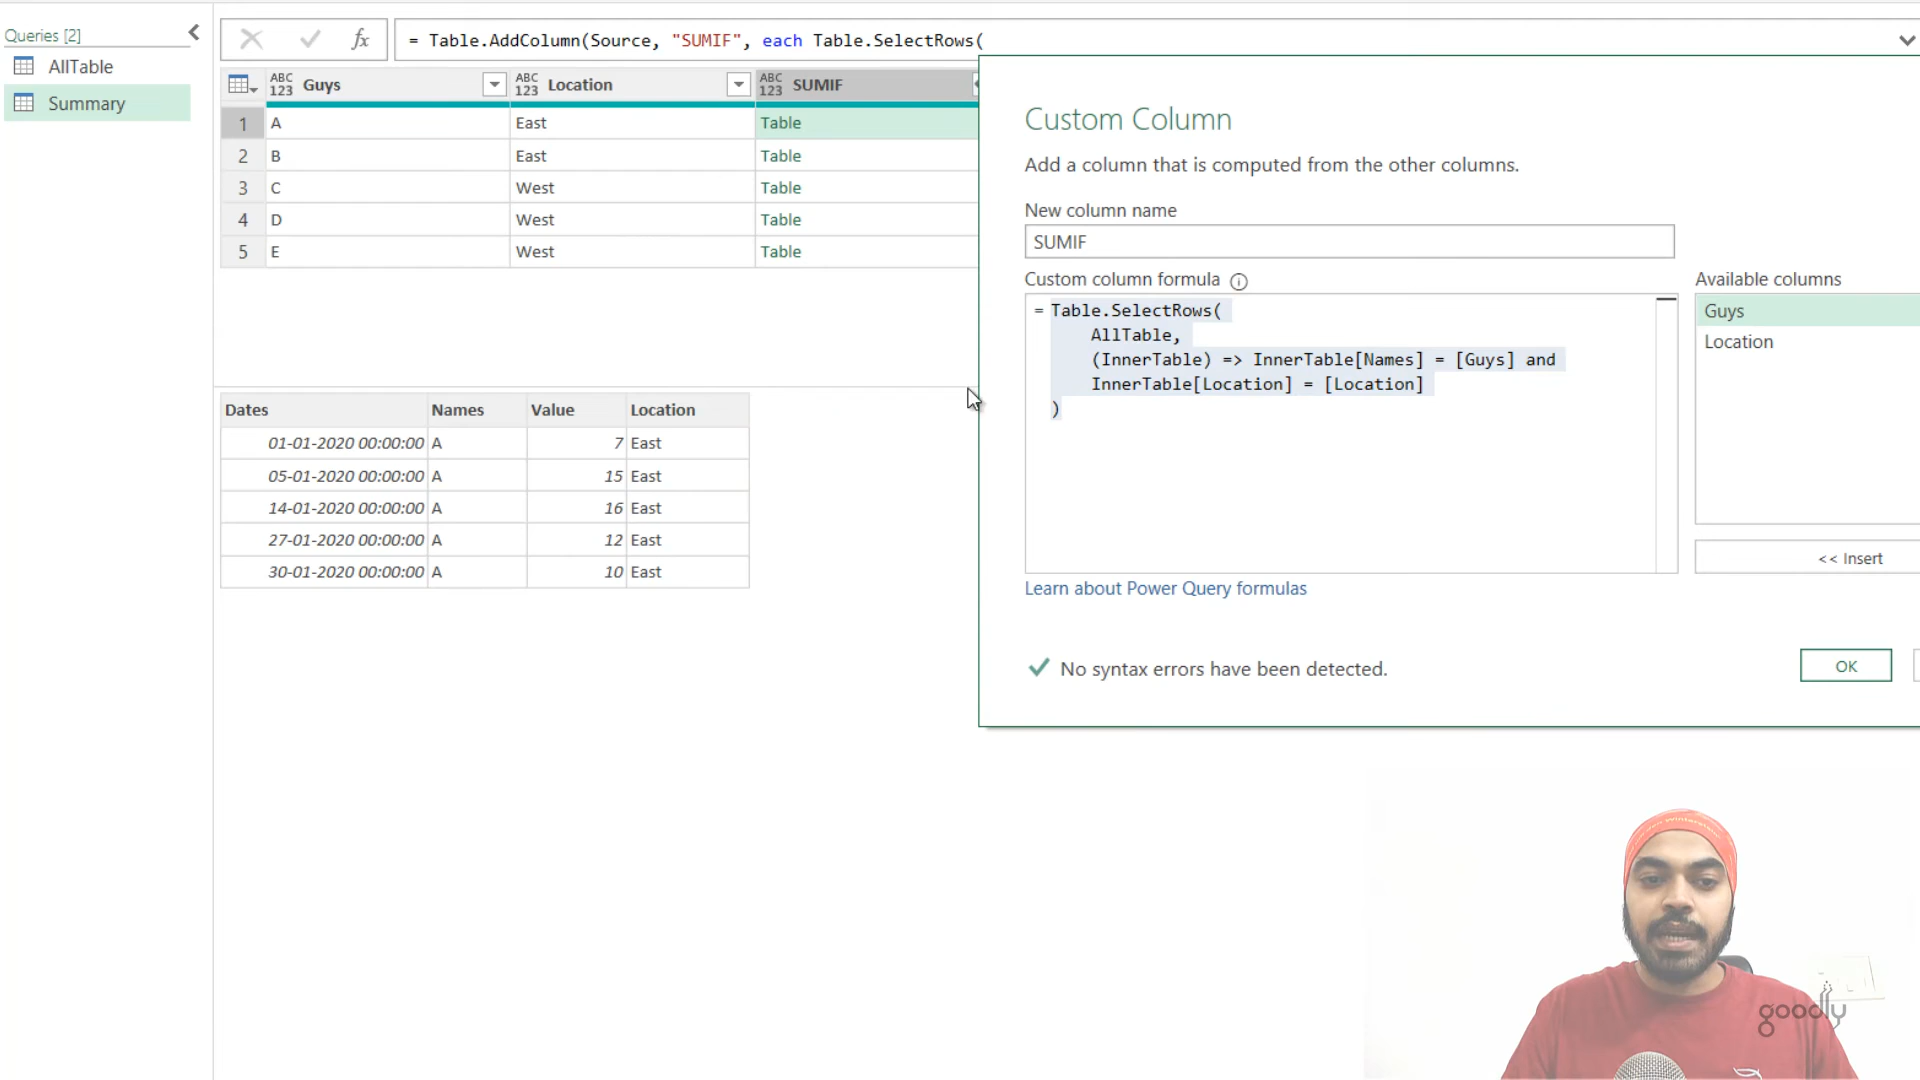 Queries [2]
AllTable
Summary
fx
= Table.AddColumn(Source, "SUMIF", each Table.SelectRows(
ABC 123 Guys
ABC 123 Location
ABC 123 SUMIF
1 A East Table
2 B East Table
3 C West Table
4 D West Table
5 E West Table
Dates Names Value Location
01-01-2020 00:00:00 A 7 East
05-01-2020 00:00:00 A 15 East
14-01-2020 00:00:00 A 16 East
27-01-2020 00:00:00 A 12 East
30-01-2020 00:00:00 A 10 East
Custom Column
Add a column that is computed from the other columns.
New column name
SUMIF
Custom column formula
= Table.SelectRows(
AllTable,
(InnerTable) => InnerTable[Names] = [Guys] and
InnerTable[Location] = [Location]
)
Available columns
Guys
Location
<< Insert
Learn about Power Query formulas
No syntax errors have been detected.
OK
goodly